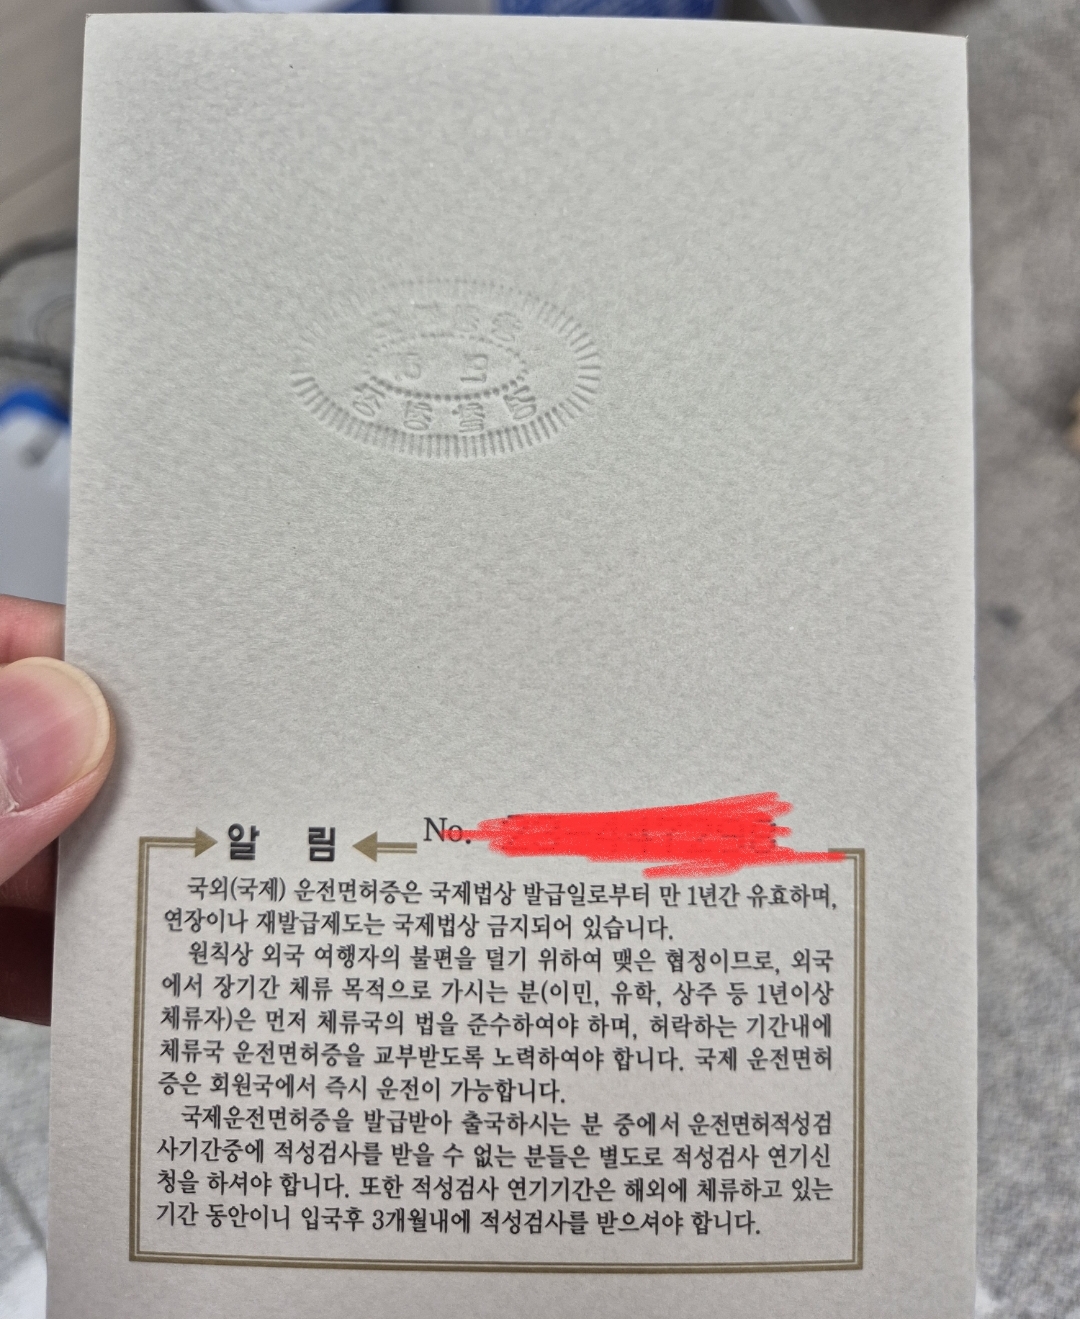 알 림
No.
국외(국제) 운전면허증은 국제법상 발급일로부터 만 1년간 유효하며,
연장이나 재발급제도는 국제법상 금지되어 있습니다.
원칙상 외국 여행자의 불편을 덜기 위하여 맺은 협정이므로, 외국
에서 장기간 체류 목적으로 가시는 분(이민, 유학, 상주 등 1년이상
체류자)은 먼저 체류국의 법을 준수하여야 하며, 허락하는 기간내에
체류국 운전면허증을 교부받도록 노력하여야 합니다. 국제 운전면허
증은 회원국에서 즉시 운전이 가능합니다.
국제운전면허증을 발급받아 출국하시는 분 중에서 운전면허적성검
사기간중에 적성검사를 받을 수 없는 분들은 별도로 적성검사 연기신
청을 하셔야 합니다. 또한 적성검사 연기기간은 해외에 체류하고 있는
기간 동안이니 입국후 3개월내에 적성검사를 받으셔야 합니다.